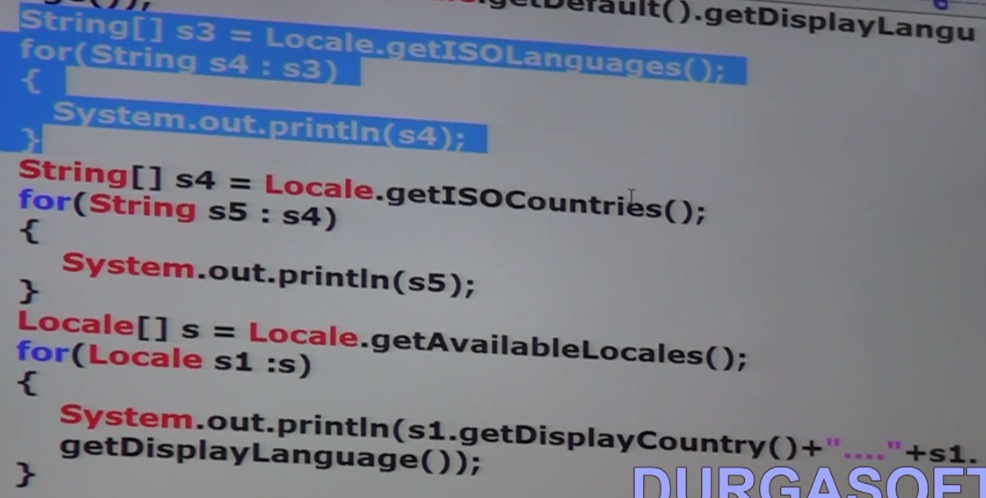 .getDefault().getDisplayLangu
String[] s3 = Locale.getISOLanguages();
for(String s4 : s3)
{
System.out.println(s4);
}
String[] s4 = Locale.getISOCountries();
for(String s5 : s4)
{
System.out.println(s5);
}
Locale[] s = Locale.getAvailableLocales();
for(Locale s1 :s)
{
System.out.println(s1.getDisplayCountry()+"...."+s1.
getDisplayLanguage());
}
DURGASOFT